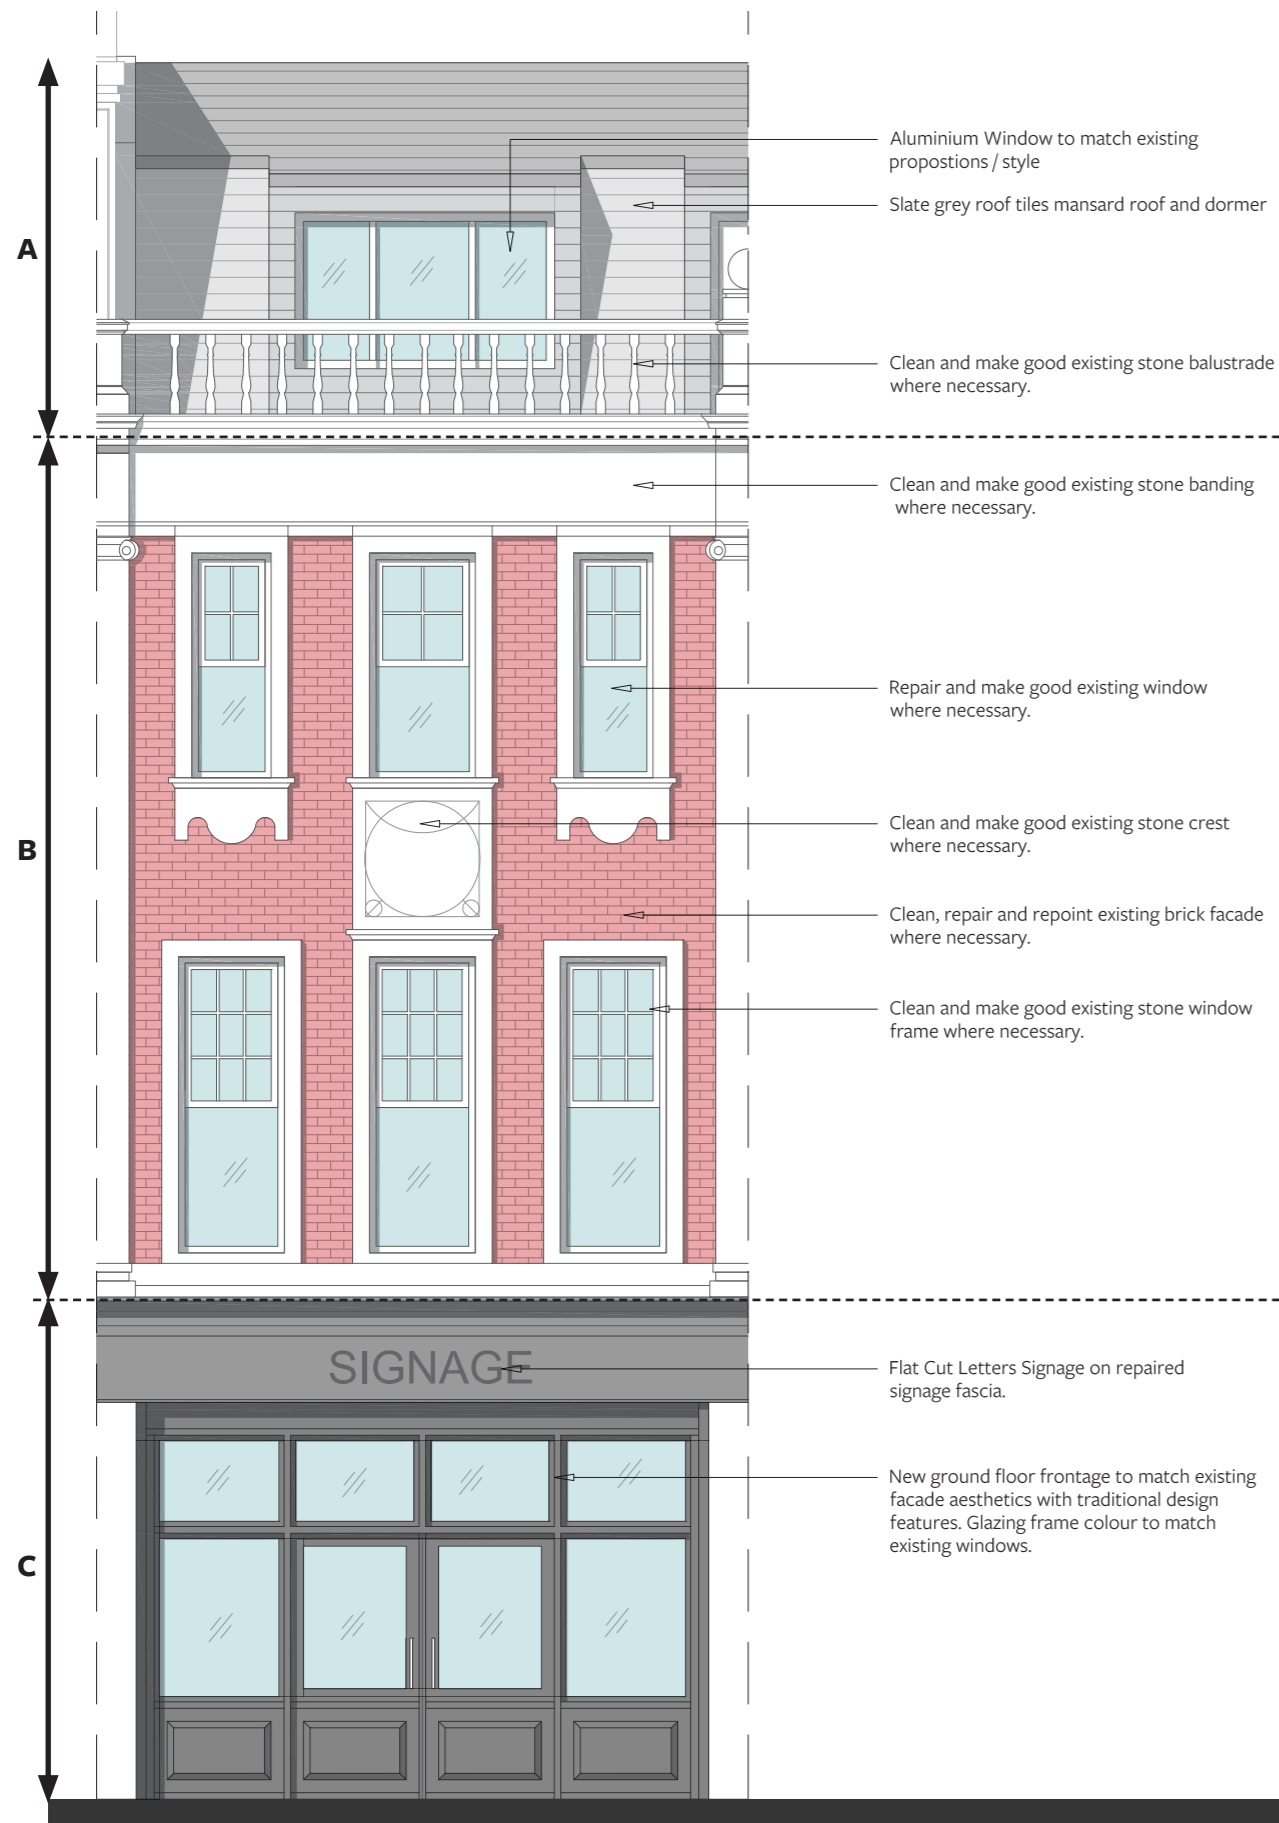 Aluminium Window to match existing
propostions / style
Slate grey roof tiles mansard roof and dormer
A
Clean and make good existing stone balustrade
where necessary.
Clean and make good existing stone banding
where necessary.
Repair and make good existing window
where necessary.
Clean and make good existing stone crest
where necessary.
B
Clean, repair and repoint existing brick facade
where necessary.
Clean and make good existing stone window
frame where necessary.
SIGNAGE
Flat Cut Letters Signage on repaired
signage fascia.
New ground floor frontage to match existing
facade aesthetics with traditional design
features. Glazing frame colour to match
existing windows.
C